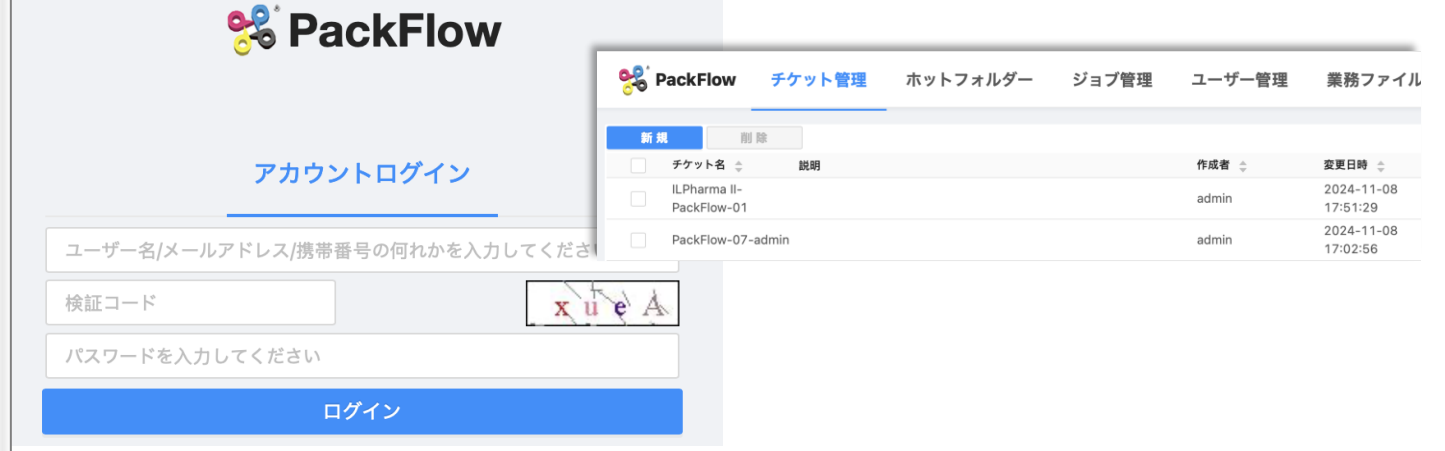 PackFlow
アカウントログイン
ユーザー名/メールアドレス/携帯番号の何れかを入力してくださ
検証コード
xueA
パスワードを入力してください
ログイン
PackFlow チケット管理 ホットフォルダー ジョブ管理 ユーザー管理 業務ファイル
新規 削除
チケット名 説明 作成者 変更日時
ILPharma II-
PackFlow-01
admin
2024-11-08
17:51:29
PackFlow-07-admin
admin
2024-11-08
17:02:56